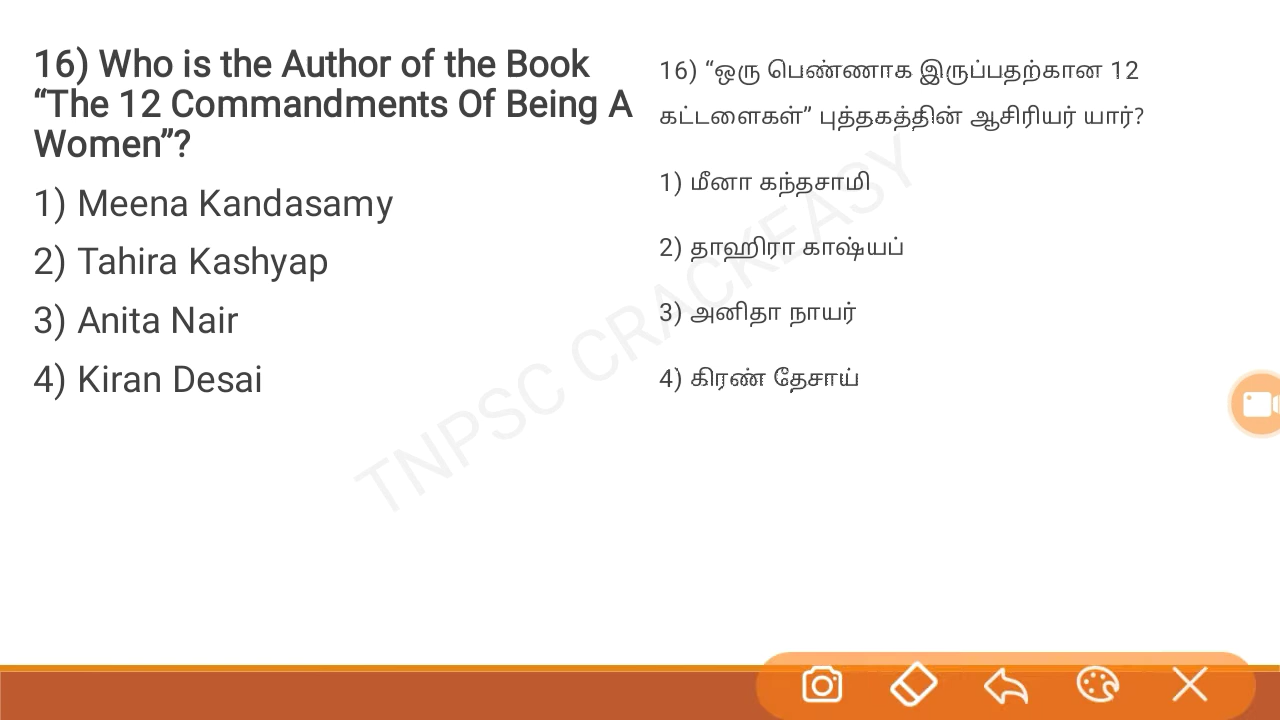 16) Who is the Author of the Book
“The 12 Commandments Of Being A
Women”?
1) Meena Kandasamy
2) Tahira Kashyap
3) Anita Nair
4) Kiran Desai
16) “ஒரு பெண்ணாக இருப்பதற்கான 12
கட்டளைகள்” புத்தகத்தின் ஆசிரியர் யார்?
1) மீனா கந்தசாமி
2) தாஹிரா காஷ்யப்
3) அனிதா நாயர்
4) கிரண் தேசாய்
TNPSC CRACKEASY